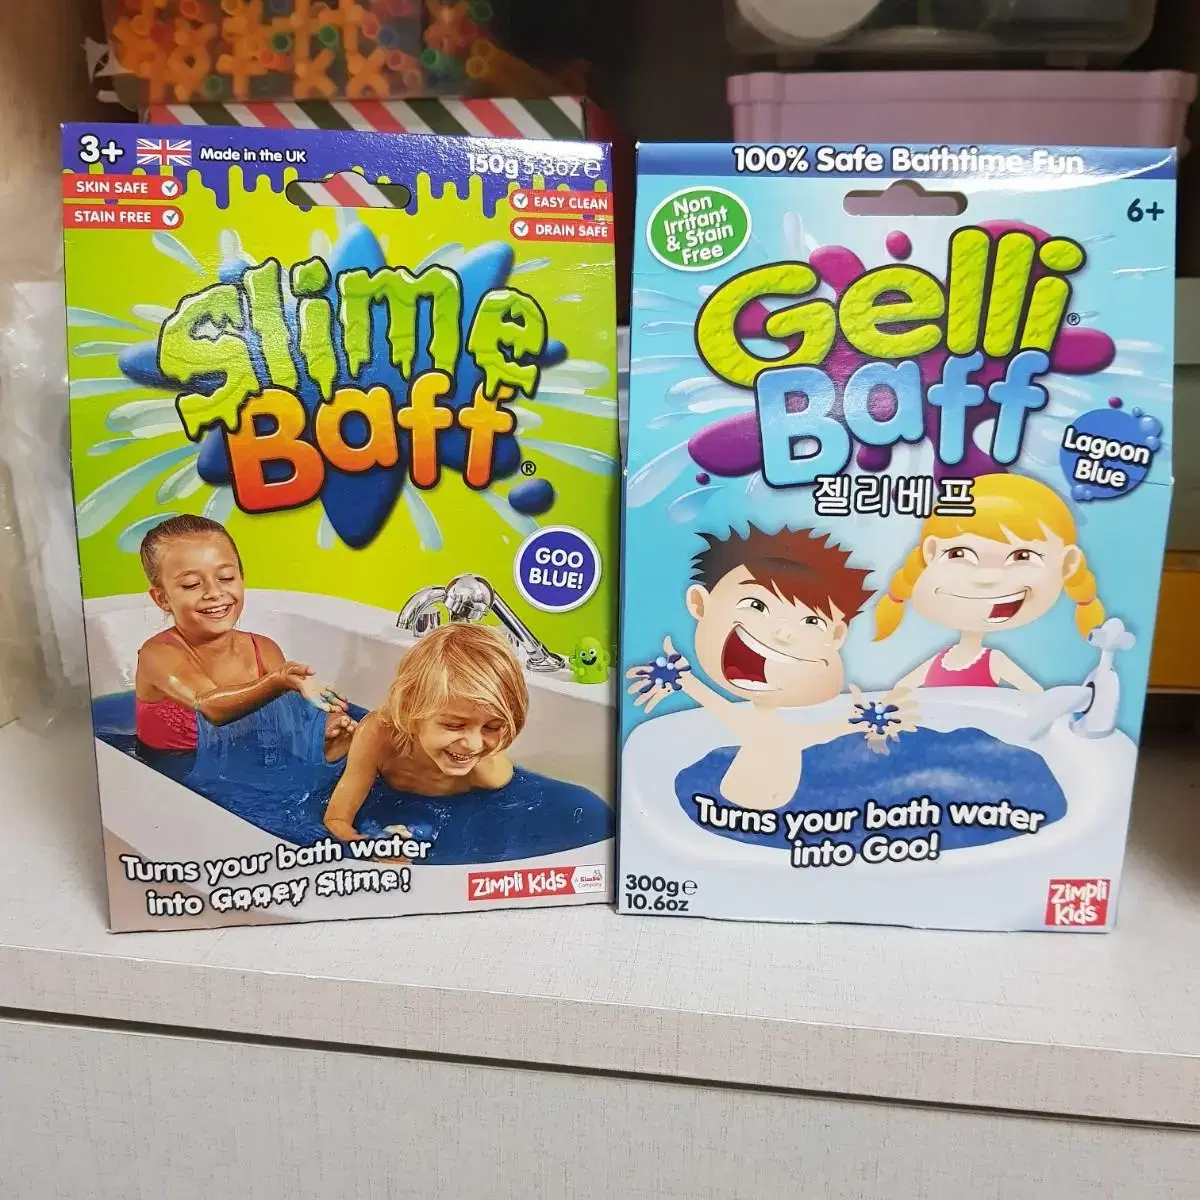 3+
Made in the UK
150g 5.3oz e
SKIN SAFE
STAIN FREE
EASY CLEAN
DRAIN SAFE
Slime
Baff®
GOO
BLUE!
Turns your bath water
into Gooey Slime!
Zimpli Kids
A Simba
Company
100% Safe Bathtime Fun
Non
Irritant
& Stain
Free
6+
Gelli®
Baff
젤리베프
Lagoon
Blue
Turns your bath water
into Goo!
300g e
10.6oz
Zimpli
Kids